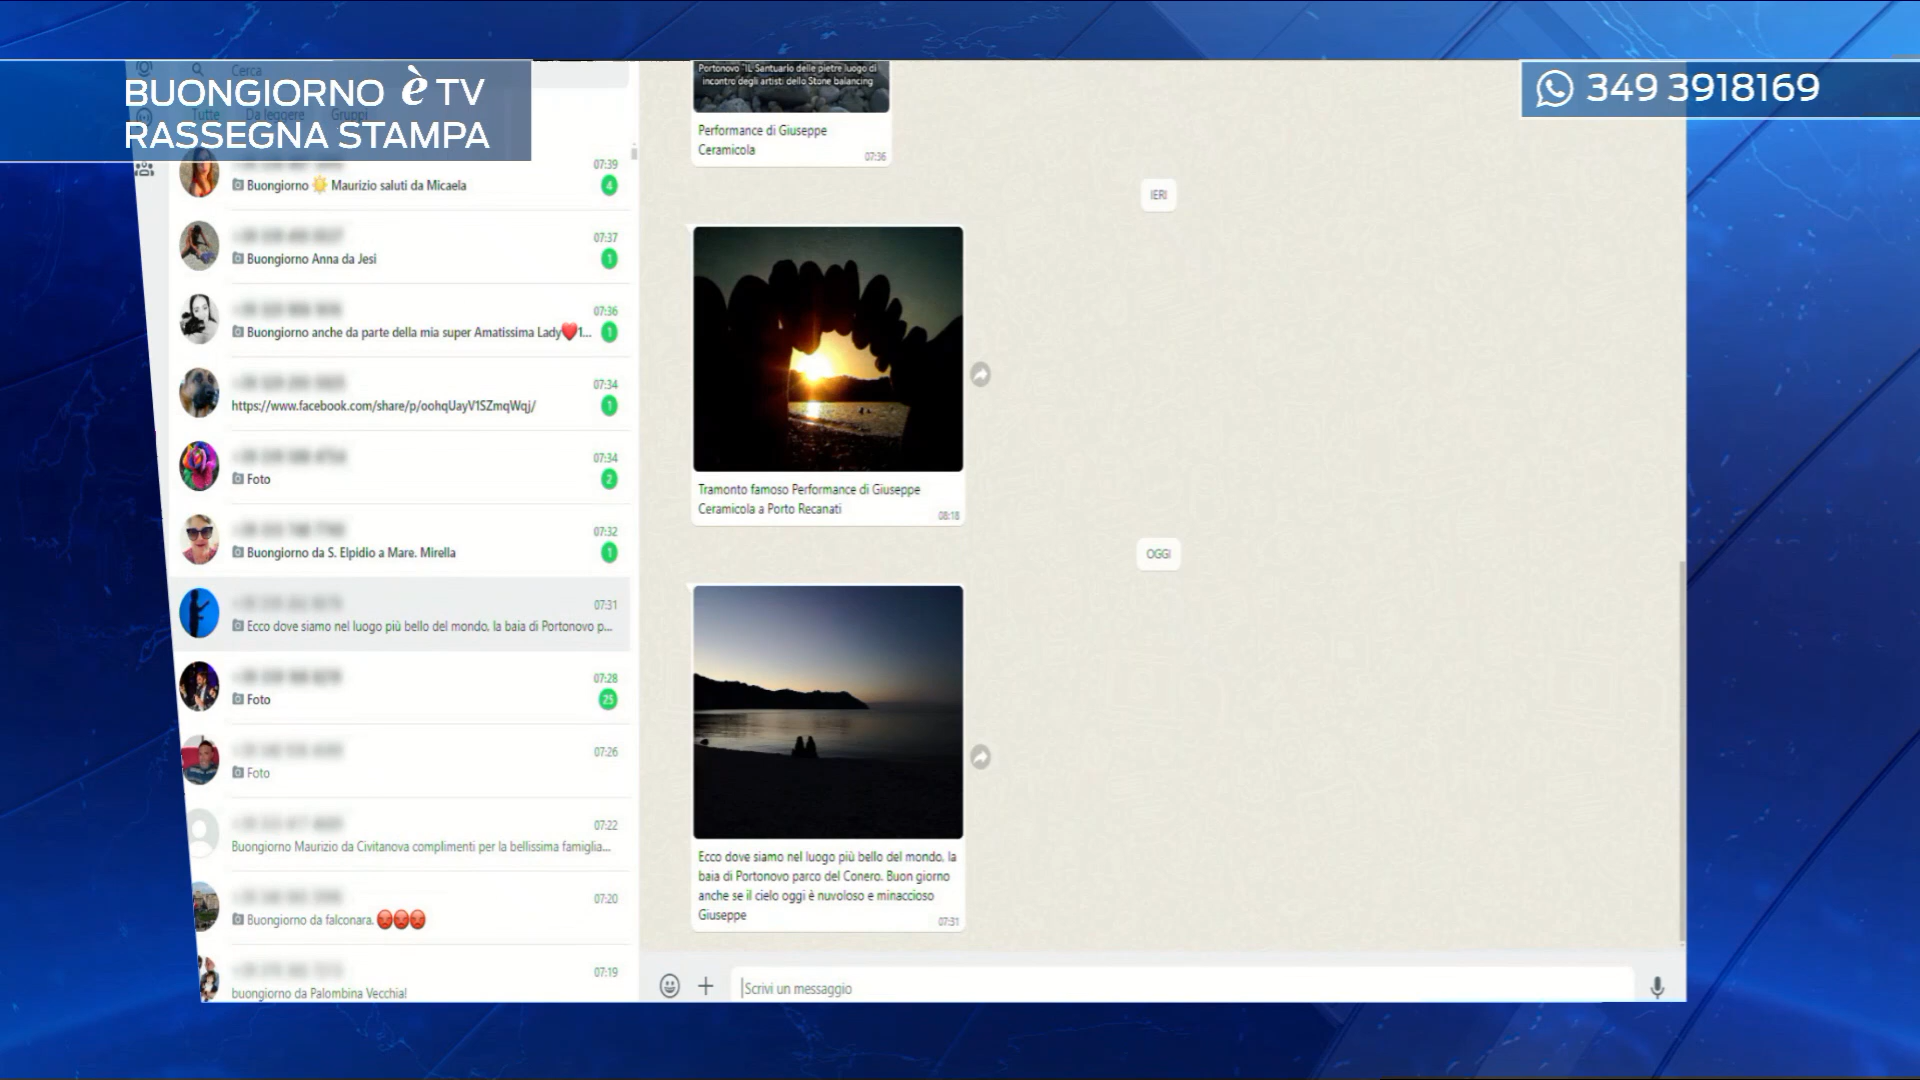 BUONGIORNO è TV
RASSEGNA STAMPA
349 3918169
Cerca
Tutte Da leggere Gruppi
07:39
Buongiorno ☀️ Maurizio saluti da Micaela
4
07:37
Buongiorno Anna da Jesi
1
07:36
Buongiorno anche da parte della mia super Amatissima Lady❤️1...
1
07:34
https://www.facebook.com/share/p/oohqUayV1SZmqWqj/
1
07:34
Foto
2
07:32
Buongiorno da S. Elpidio a Mare. Mirella
1
07:31
Ecco dove siamo nel luogo più bello del mondo, la baia di Portonovo p...
07:28
Foto
25
07:26
Foto
07:22
Buongiorno Maurizio da Civitanova complimenti per la bellissima famiglia...
07:20
Buongiorno da falconara. 😡😡😡
07:19
buongiorno da Palombina Vecchia!
Portonovo "IL Santuario delle pietre luogo di
incontro degli artisti dello Stone balancing
Performance di Giuseppe
Ceramicola
07:36
IERI
Tramonto famoso Performance di Giuseppe
Ceramicola a Porto Recanati
08:18
OGGI
Ecco dove siamo nel luogo più bello del mondo, la
baia di Portonovo parco del Conero. Buon giorno
anche se il cielo oggi è nuvoloso e minaccioso
Giuseppe
07:31
Scrivi un messaggio